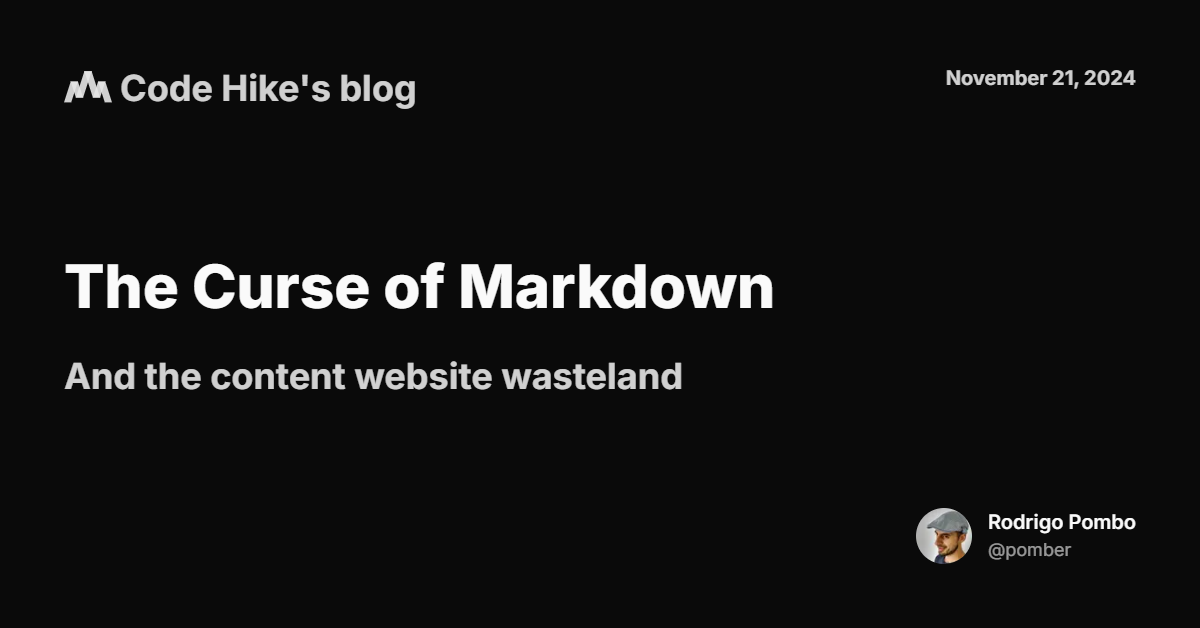 Code Hike's blog
November 21, 2024
The Curse of Markdown
And the content website wasteland
Rodrigo Pombo
@pomber